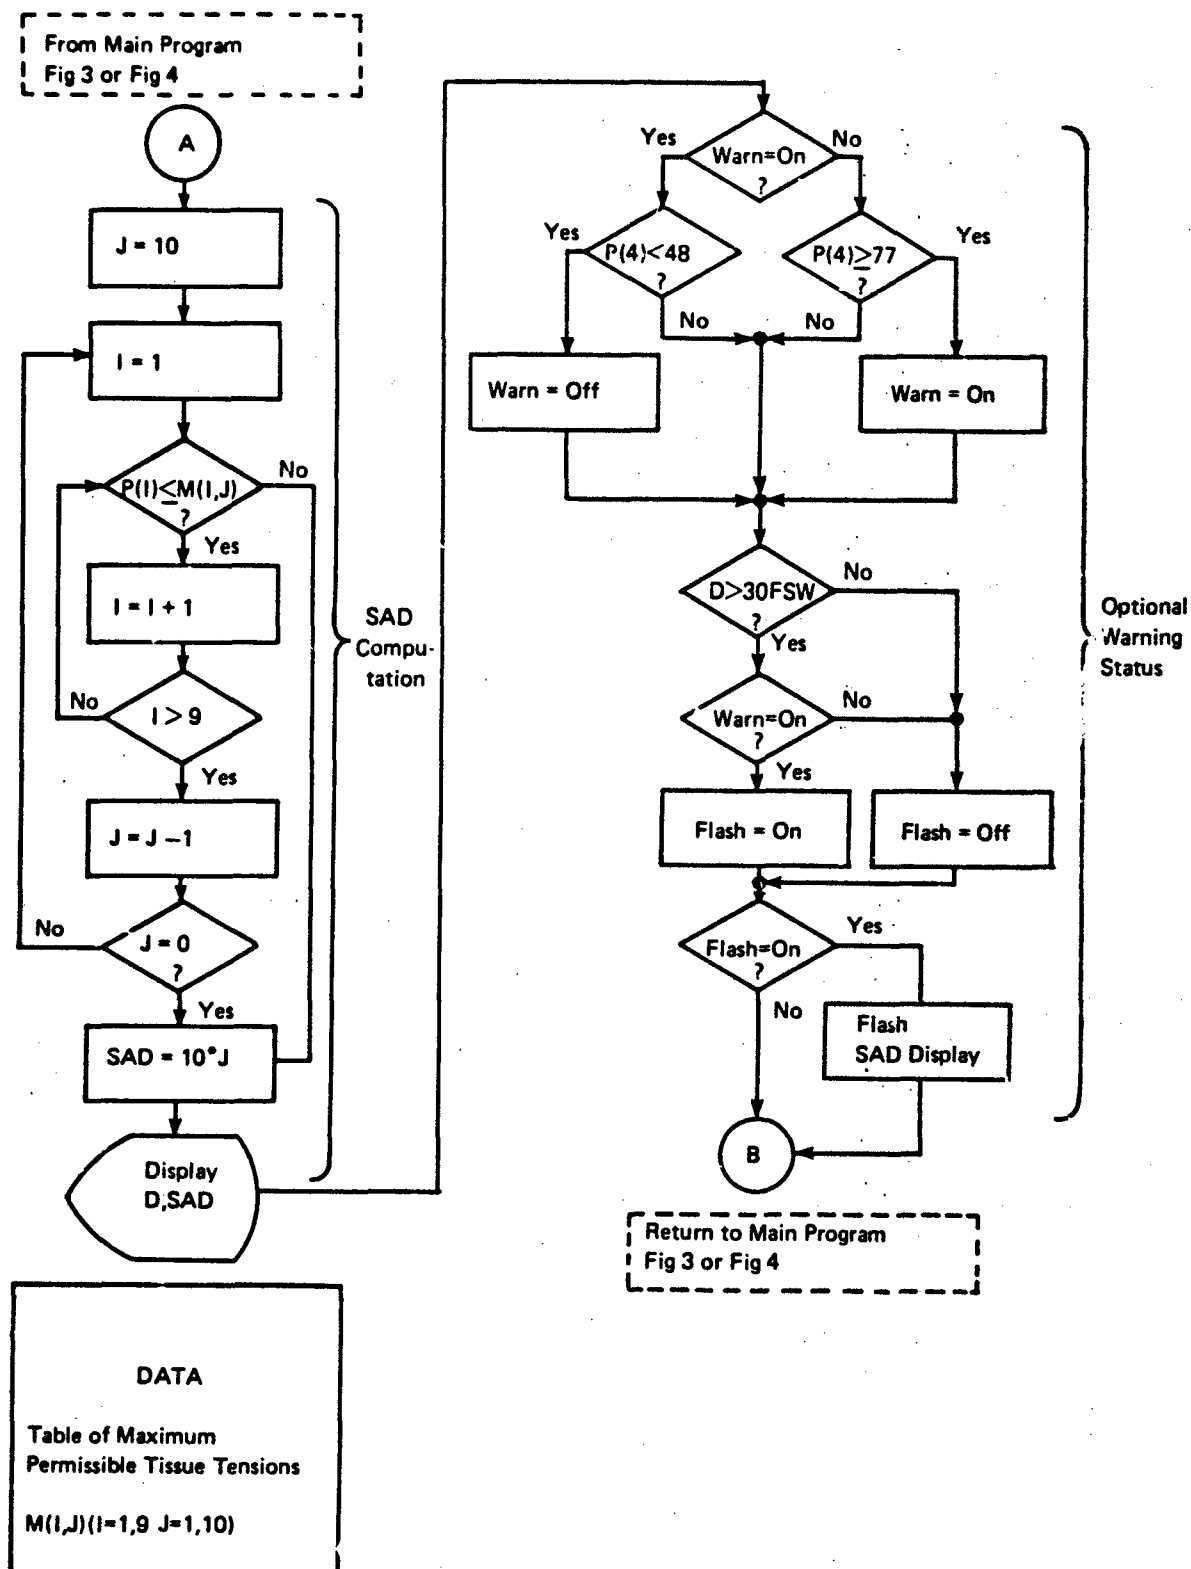 From Main Program
Fig 3 or Fig 4
A
J = 10
I = 1
P(I)≤M(I,J)
?
No
Yes
I = I + 1
I > 9
No
Yes
J = J -1
J = 0
?
No
Yes
SAD = 10*J
Display
D,SAD
SAD
Compu-
tation
DATA
Table of Maximum
Permissible Tissue Tensions
M(I,J)(I=1,9 J=1,10)
Warn=On
?
Yes
No
P(4)<48
?
Yes
No
P(4)≥77
?
Yes
No
Warn = Off
Warn = On
D>30FSW
?
No
Yes
Warn=On
?
No
Yes
Flash = On
Flash = Off
Flash=On
?
Yes
No
Flash
SAD Display
B
Return to Main Program
Fig 3 or Fig 4
Optional
Warning
Status